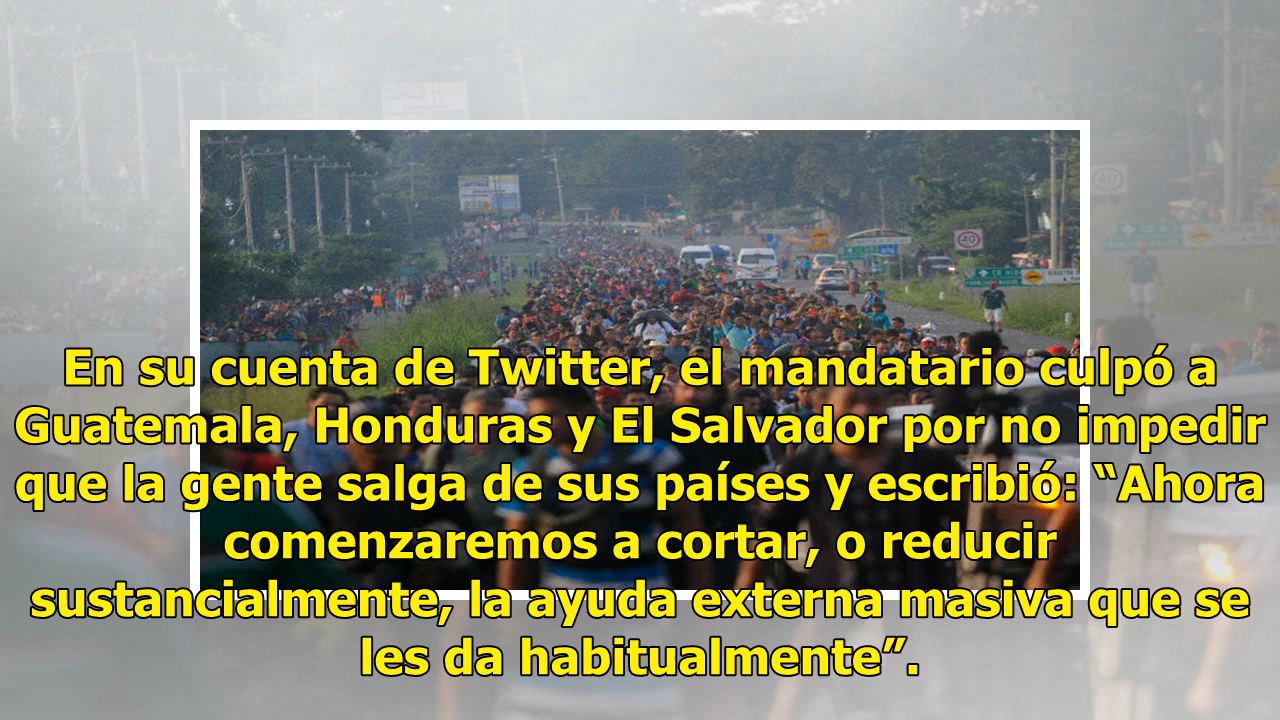 En su cuenta de Twitter, el mandatario culpó a
Guatemala, Honduras y El Salvador por no impedir
que la gente salga de sus países y escribió: “Ahora
comenzaremos a cortar, o reducir
sustancialmente, la ayuda externa masiva que se
les da habitualmente”.
40